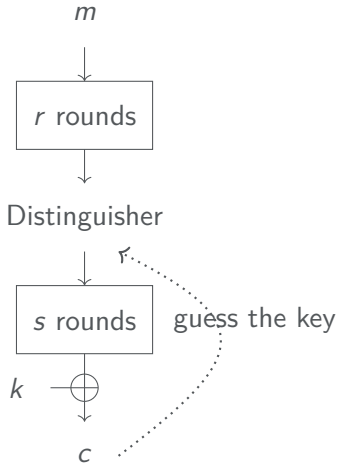 m
r rounds
Distinguisher
s rounds
guess the key
k
c